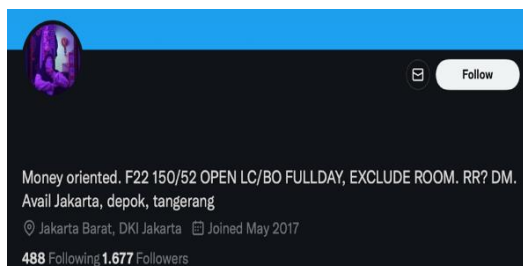 Follow
Money oriented. F22 150/52 OPEN LC/BO FULLDAY, EXCLUDE ROOM. RR? DM.
Avail Jakarta, depok, tangerang
Jakarta Barat, DKI Jakarta Joined May 2017
488 Following 1.677 Followers